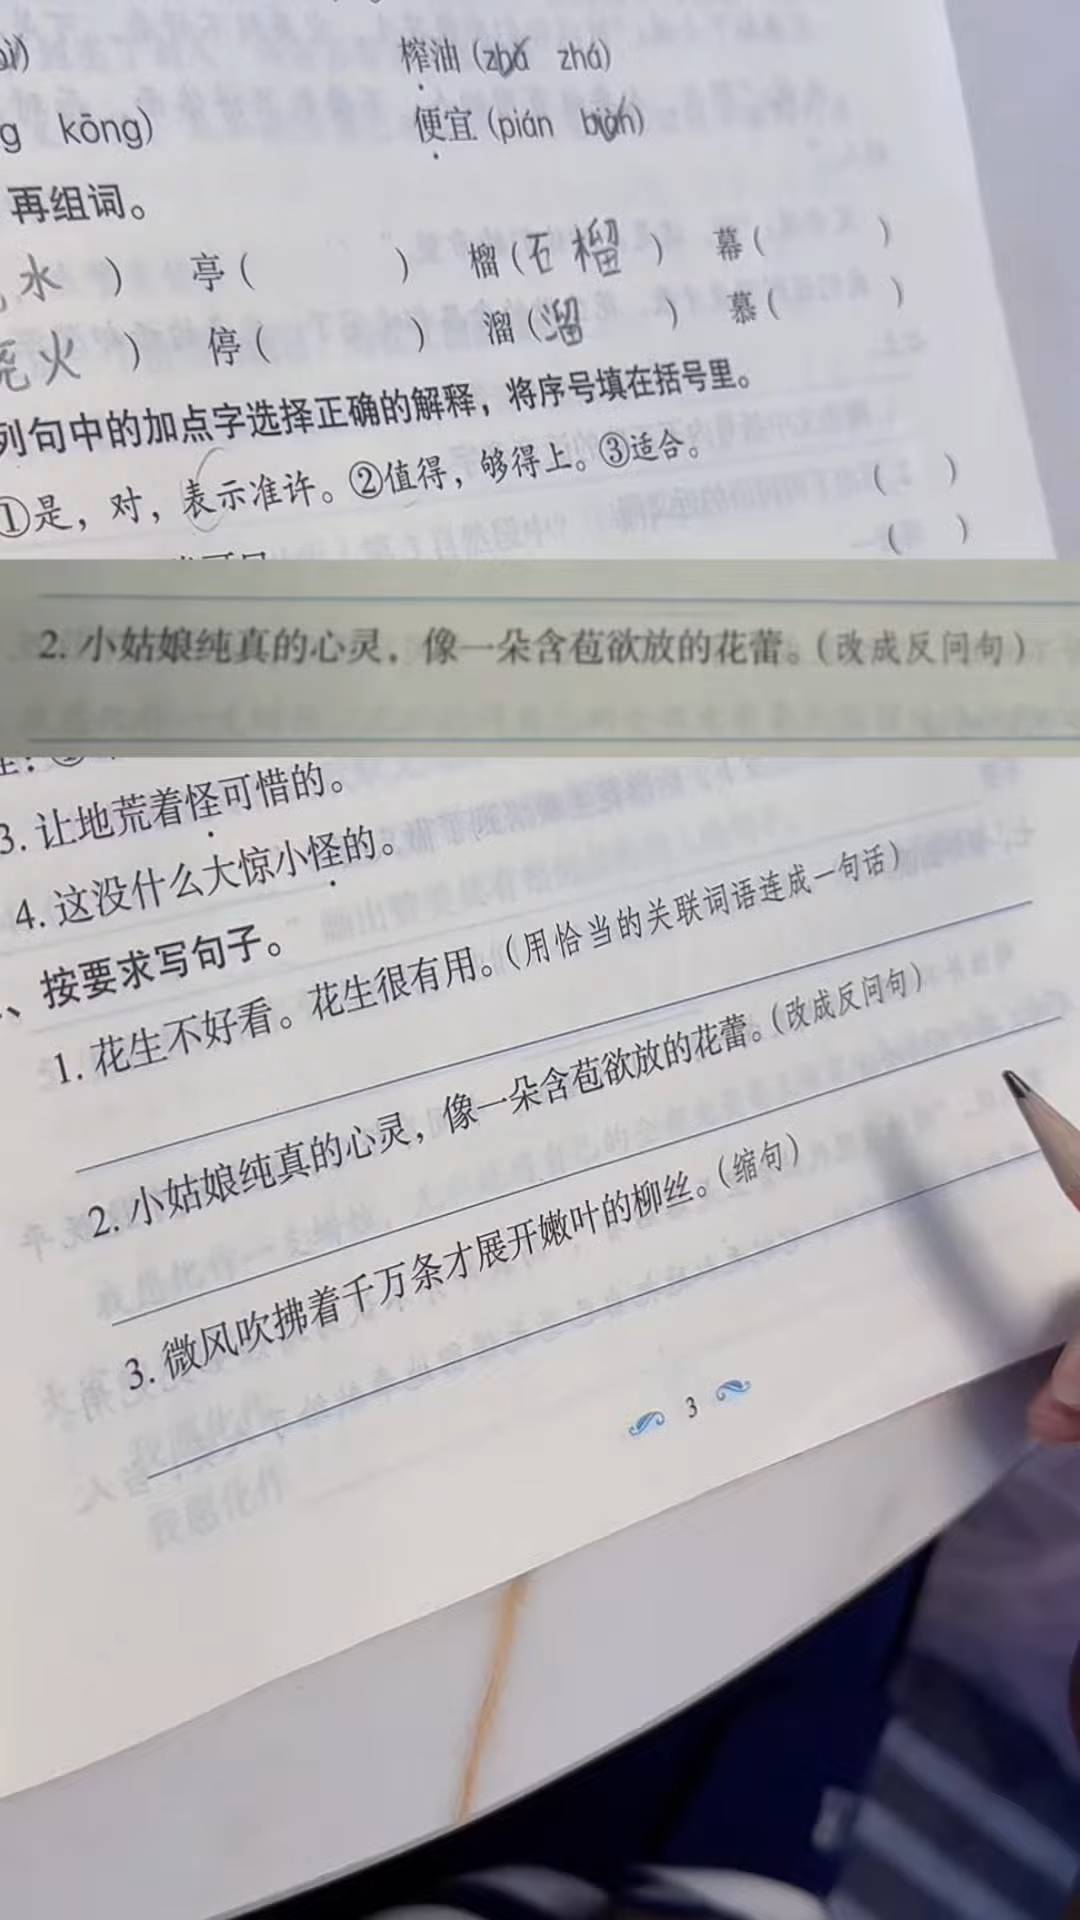 榨油(zhà zhá)
g kōng)
便宜(pián biàn)
再组词。
水 ) 亭( ) 榴(石榴 ) 幕( )
烧火 ) 停( ) 溜(溜 ) 慕( )
列句中的加点字选择正确的解释，将序号填在括号里。
①是，对，表示准许。②值得，够得上。③适合。
( )
( )
2. 小姑娘纯真的心灵，像一朵含苞欲放的花蕾。(改成反问句)
3. 让地荒着怪可惜的。
4. 这没什么大惊小怪的。
、按要求写句子。
1. 花生不好看。花生很有用。(用恰当的关联词语连成一句话)
2. 小姑娘纯真的心灵，像一朵含苞欲放的花蕾。(改成反问句)
3. 微风吹拂着千万条才展开嫩叶的柳丝。(缩句)
3